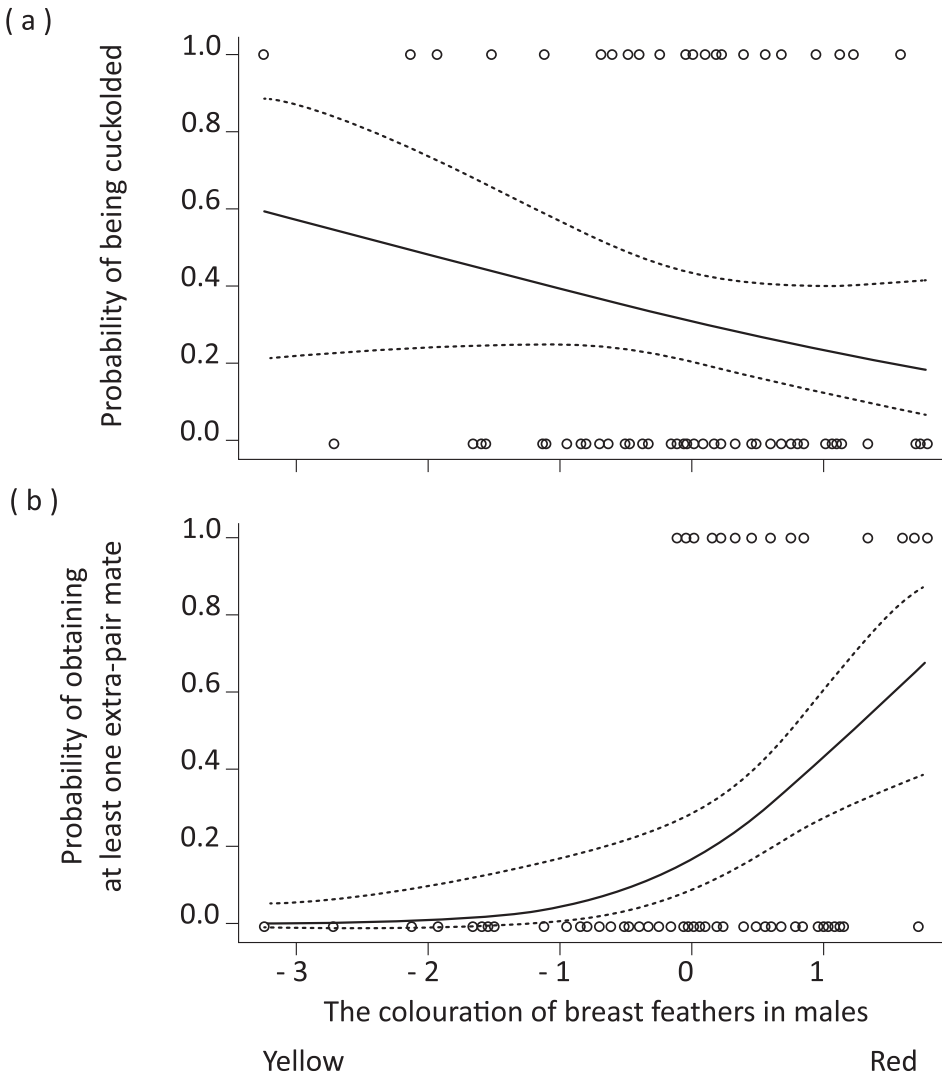 ( a )
Probability of being cuckolded
1.0
0.8
0.6
0.4
0.2
0.0
( b )
Probability of obtaining
at least one extra-pair mate
1.0
0.8
0.6
0.4
0.2
0.0
- 3 - 2 - 1 0 1
The colouration of breast feathers in males
Yellow Red